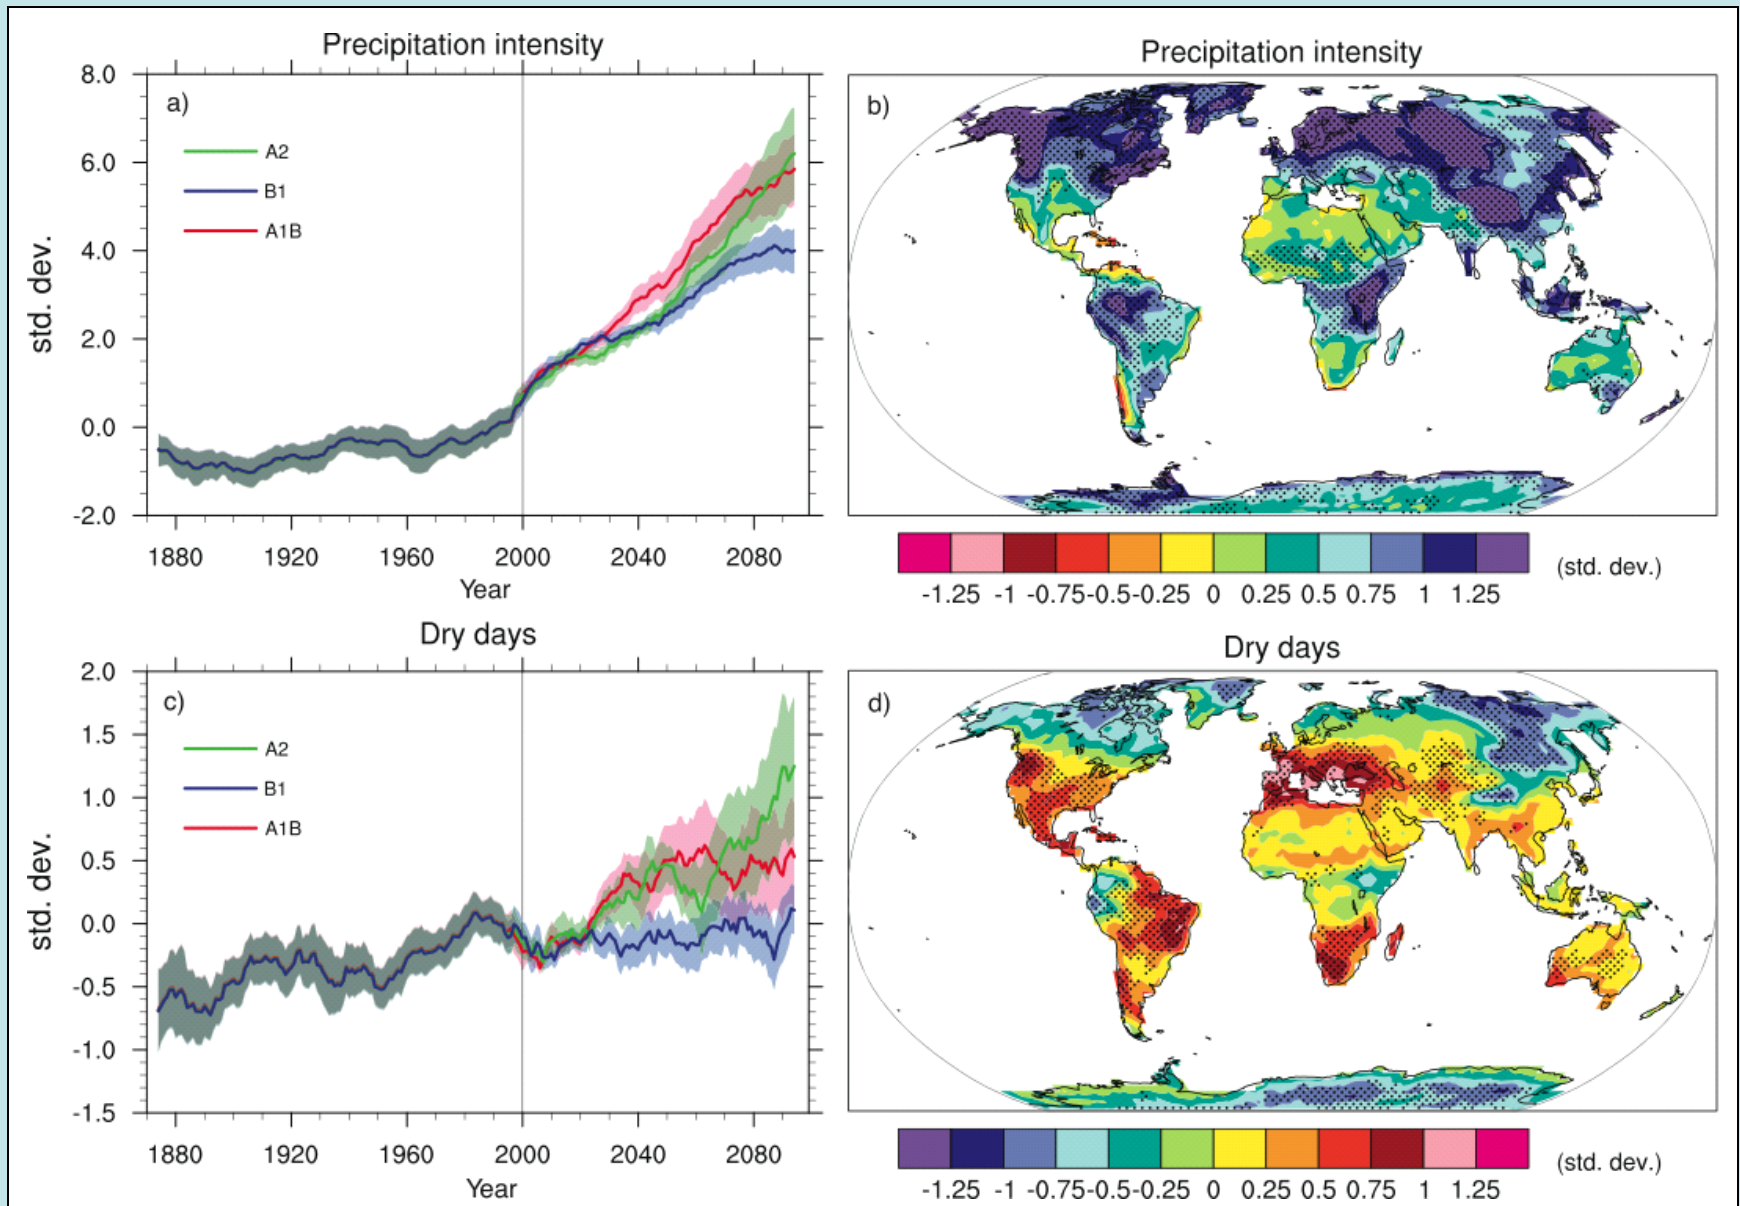 Precipitation intensity
8.0
6.0
4.0
2.0
0.0
-2.0
std. dev.
a)
A2
B1
A1B
1880 1920 1960 2000 2040 2080
Year
Precipitation intensity
b)
-1.25 -1 -0.75 -0.5 -0.25 0 0.25 0.5 0.75 1 1.25
(std. dev.)
Dry days
2.0
1.5
1.0
0.5
0.0
-0.5
-1.0
-1.5
std. dev.
c)
A2
B1
A1B
1880 1920 1960 2000 2040 2080
Year
Dry days
d)
-1.25 -1 -0.75 -0.5 -0.25 0 0.25 0.5 0.75 1 1.25
(std. dev.)